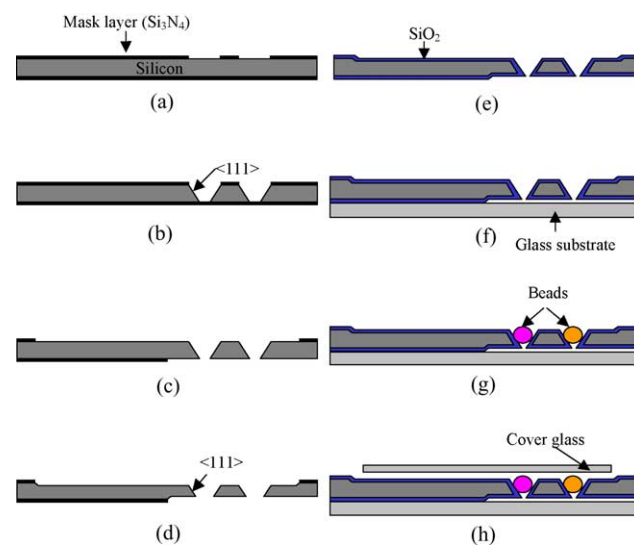 Mask layer (Si₃N₄)
Silicon
(a)
<111>
(b)
(c)
<111>
(d)
SiO₂
(e)
(f)
Glass substrate
Beads
(g)
Cover glass
(h)